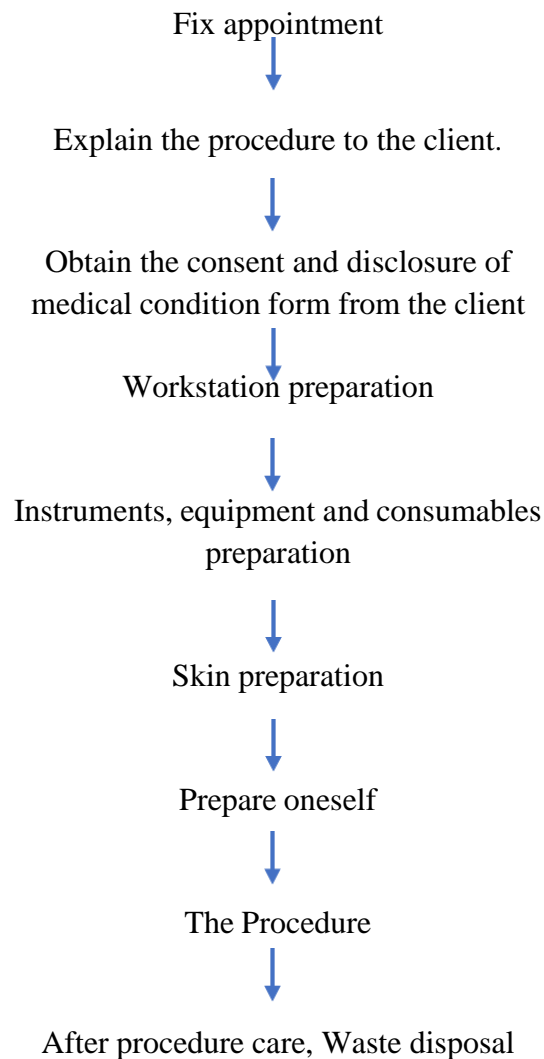 Fix appointment
Explain the procedure to the client.
Obtain the consent and disclosure of
medical condition form from the client
Workstation preparation
Instruments, equipment and consumables
preparation
Skin preparation
Prepare oneself
The Procedure
After procedure care, Waste disposal